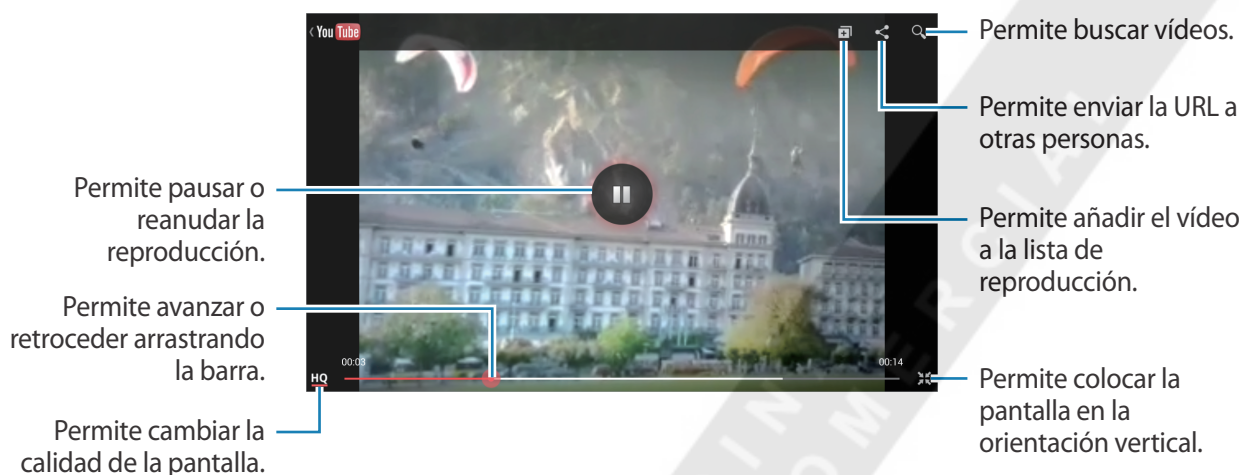 You Tube
Permite buscar vídeos.
Permite enviar la URL a
otras personas.
Permite pausar o
reanudar la
reproducción.
Permite añadir el vídeo
a la lista de
reproducción.
Permite avanzar o
retroceder arrastrando
la barra.
00:03
00:14
HQ
Permite colocar la
pantalla en la
orientación vertical.
Permite cambiar la
calidad de la pantalla.